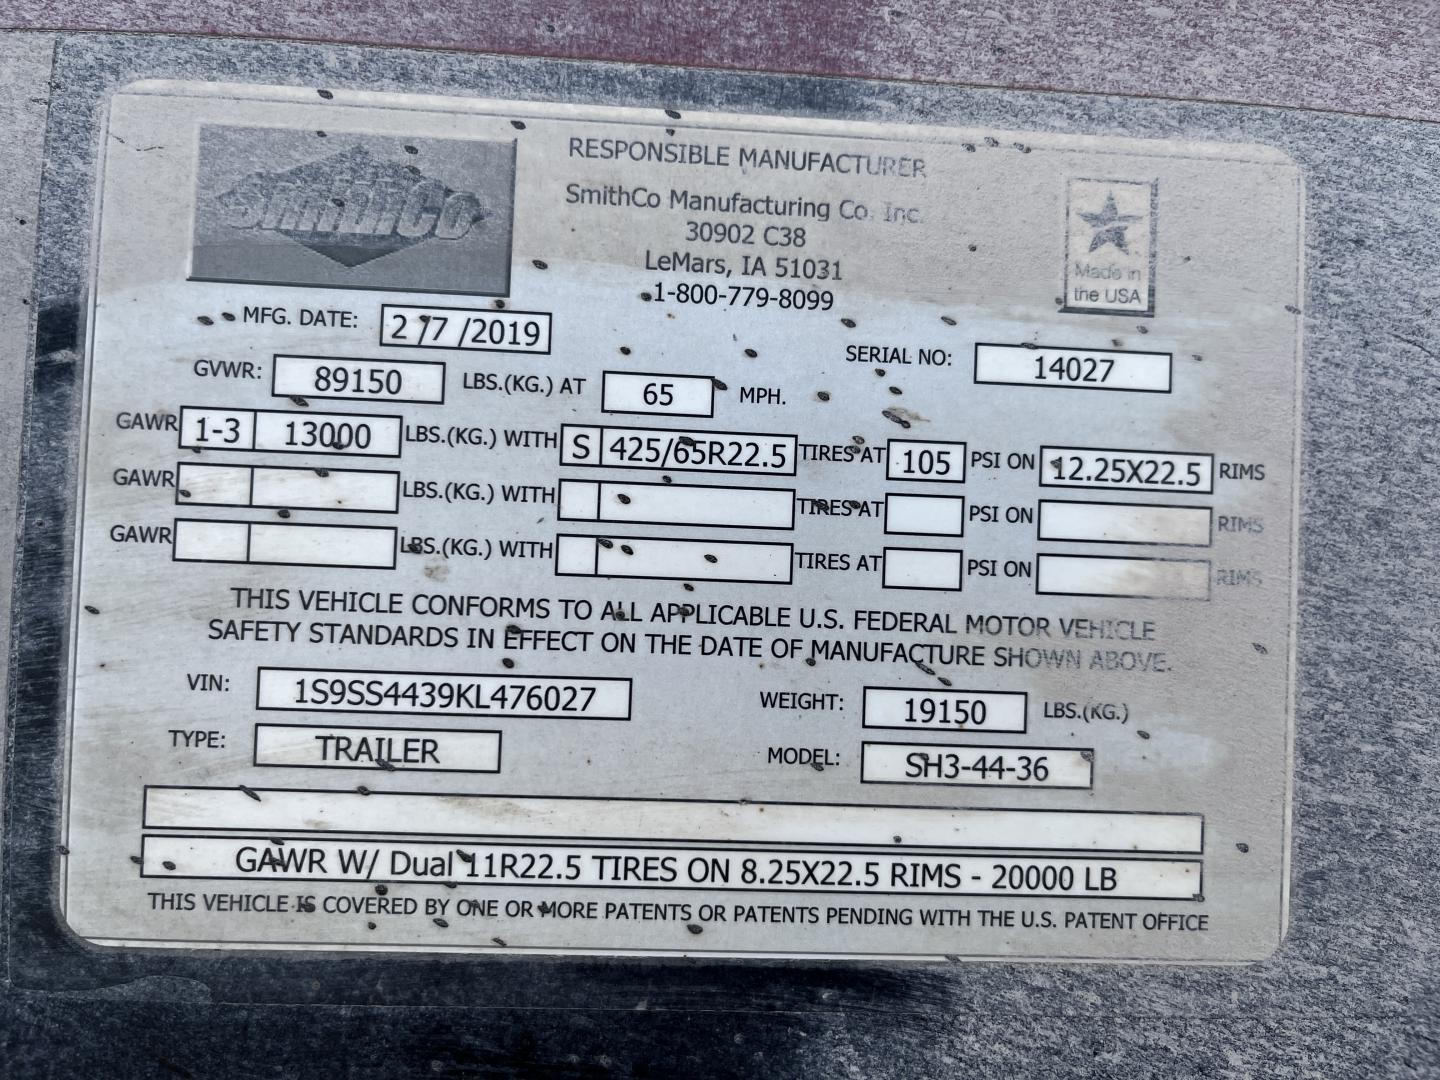 SmithCo
RESPONSIBLE MANUFACTURER
SmithCo Manufacturing Co. Inc.
30902 C38
LeMars, IA 51031
1-800-779-8099
Made in
the USA
MFG. DATE: 2 /7 /2019
SERIAL NO: 14027
GVWR: 89150 LBS.(KG.) AT 65 MPH.
GAWR 1-3 13000 LBS.(KG.) WITH S 425/65R22.5 TIRES AT 105 PSI ON 12.25X22.5 RIMS
GAWR LBS.(KG.) WITH TIRES AT PSI ON RIMS
GAWR LBS.(KG.) WITH TIRES AT PSI ON RIMS
THIS VEHICLE CONFORMS TO ALL APPLICABLE U.S. FEDERAL MOTOR VEHICLE
SAFETY STANDARDS IN EFFECT ON THE DATE OF MANUFACTURE SHOWN ABOVE.
VIN: 1S9SS4439KL476027 WEIGHT: 19150 LBS.(KG.)
TYPE: TRAILER MODEL: SH3-44-36
GAWR W/ Dual 11R22.5 TIRES ON 8.25X22.5 RIMS - 20000 LB
THIS VEHICLE IS COVERED BY ONE OR MORE PATENTS OR PATENTS PENDING WITH THE U.S. PATENT OFFICE